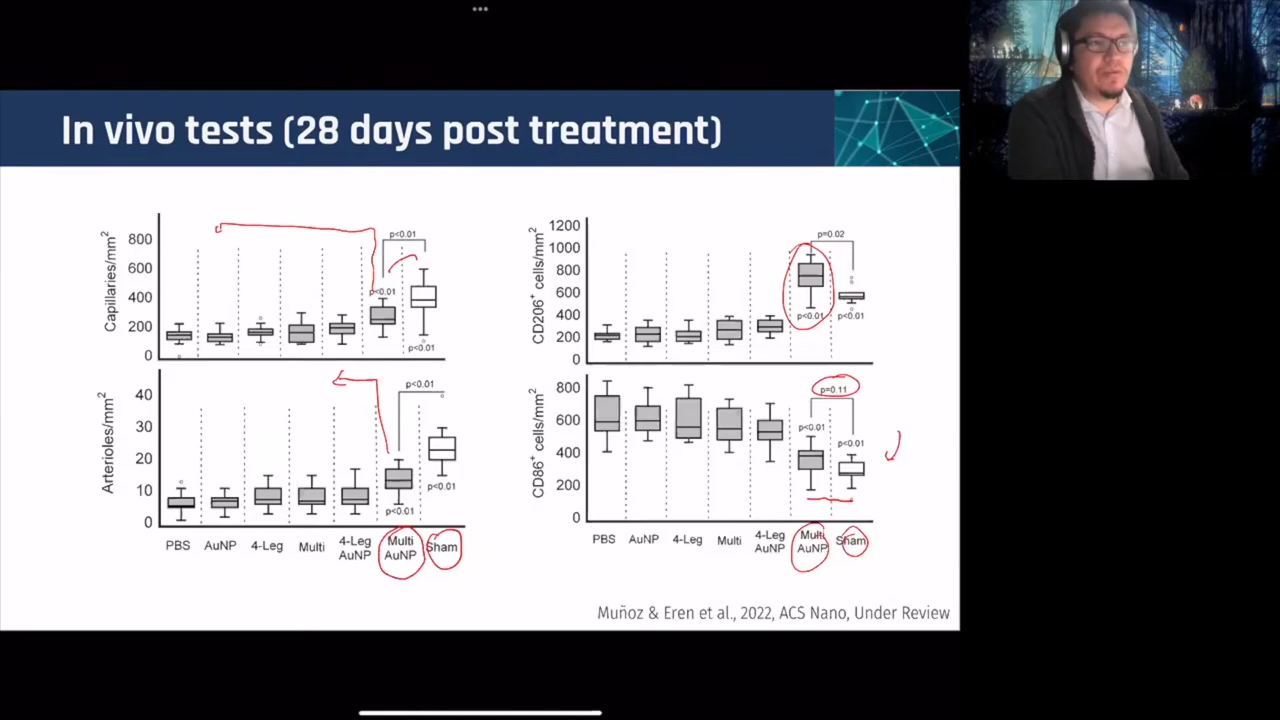 In vivo tests (28 days post treatment)
Capillaries/mm²
800
600
400
200
0
p<0.01
p<0.01
p<0.01
Arterioles/mm²
40
30
20
10
0
p<0.01
p<0.01
p<0.01
PBS AuNP 4-Leg Multi 4-Leg AuNP Multi AuNP Sham
CD206⁺ cells/mm²
1200
1000
800
600
400
200
0
p=0.02
p<0.01
p<0.01
CD86⁺ cells/mm²
800
600
400
200
0
p=0.11
p<0.01
p<0.01
PBS AuNP 4-Leg Multi 4-Leg AuNP Multi AuNP Sham
Muñoz & Eren et al., 2022, ACS Nano, Under Review